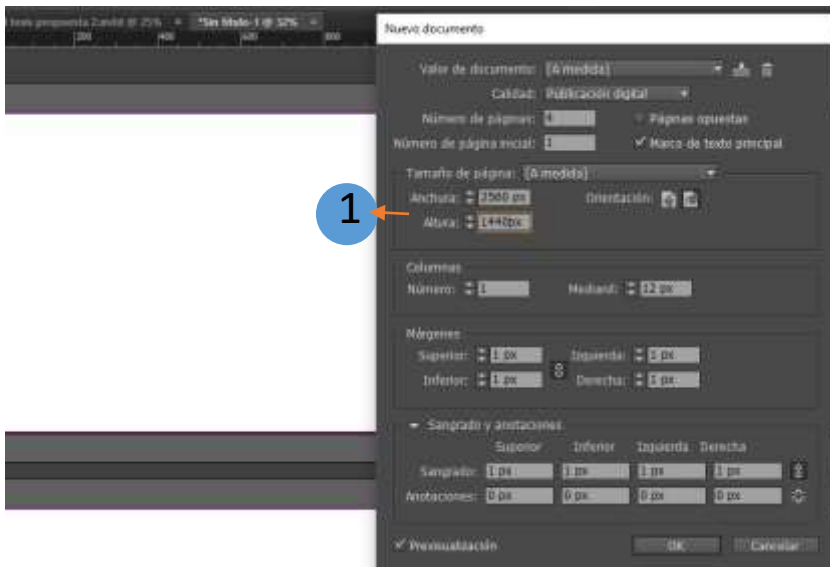 *Sin título-1 @ 32% ×
200 400 600 800
Nuevo documento
Valor de documento: [A medida]
Calidad: Publicación digital
Número de páginas: 4 Páginas opuestas
Número de página inicial: 1 Marco de texto principal
Tamaño de página: [A medida]
Anchura: 2560 px Orientación:
1
Altura: 1440px
Columnas
Número: 1 Medianil: 12 px
Márgenes
Superior: 1 px Izquierda: 1 px
Inferior: 1 px Derecha: 1 px
Sangrado y anotaciones
Superior Inferior Izquierda Derecha
Sangrado: 1 px 1 px 1 px 1 px
Anotaciones: 0 px 0 px 0 px 0 px
Previsualización OK Cancelar